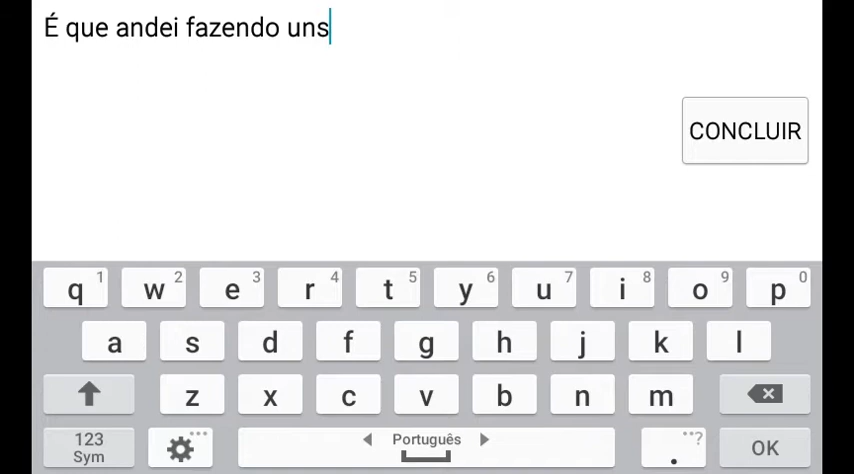 É que andei fazendo uns
CONCLUIR
q 1 w 2 e 3 r 4 t 5 y 6 u 7 i 8 o 9 p 0
a s d f g h j k l
z x c v b n m
123 Sym Português . ? OK